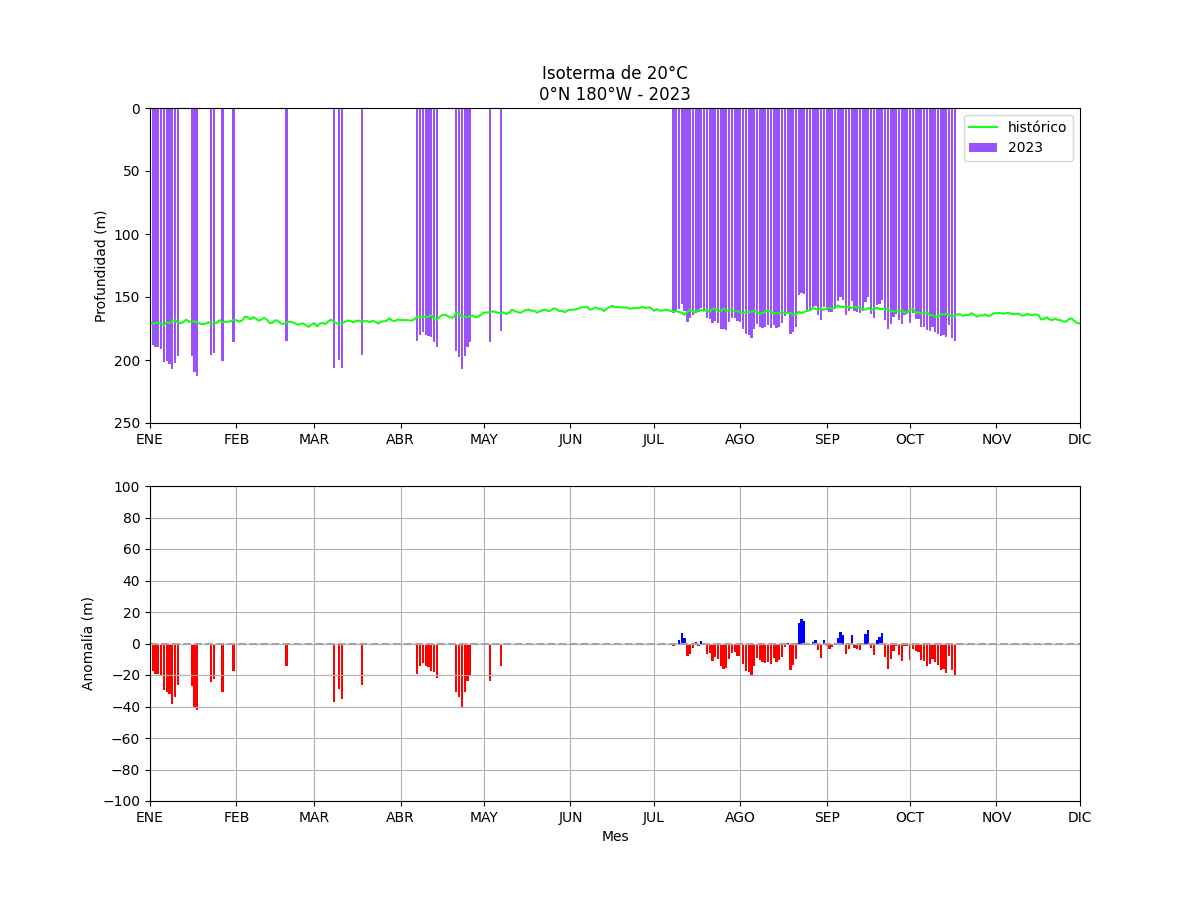 Isoterma de 20°C
0°N 180°W - 2023
histórico
2023
Profundidad (m)
0
50
100
150
200
250
ENE FEB MAR ABR MAY JUN JUL AGO SEP OCT NOV DIC
Anomalía (m)
100
80
60
40
20
0
−20
−40
−60
−80
−100
ENE FEB MAR ABR MAY JUN JUL AGO SEP OCT NOV DIC
Mes